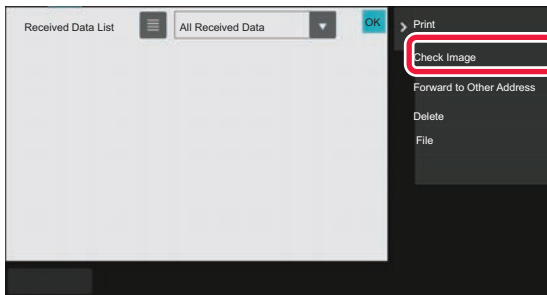 Received Data List
All Received Data
OK
Print
Check Image
Forward to Other Address
Delete
File